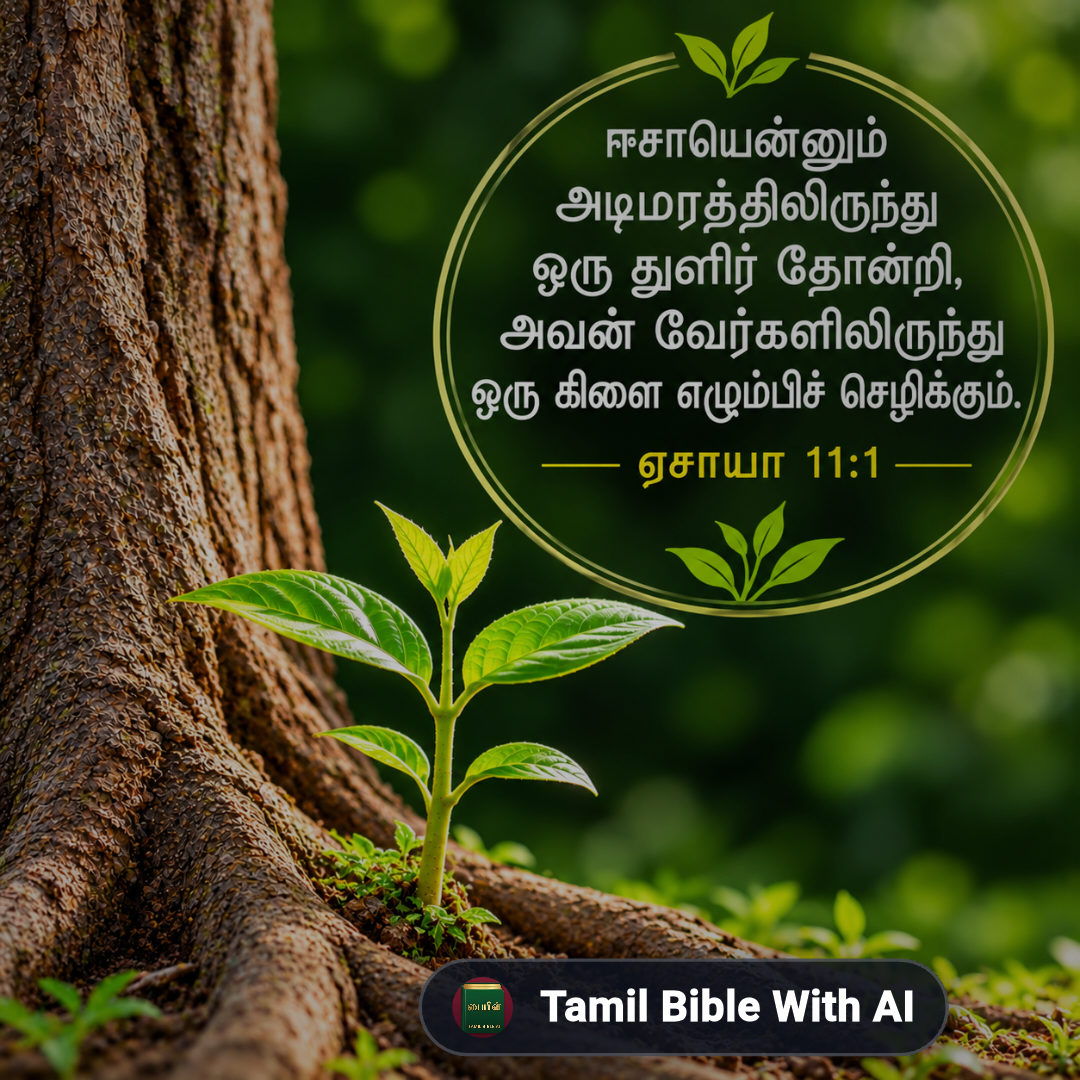 ஈசாயென்னும்
அடிமரத்திலிருந்து
ஒரு துளிர் தோன்றி,
அவன் வேர்களிலிருந்து
ஒரு கிளை எழும்பிச் செழிக்கும்.
ஏசாயா 11:1
Tamil Bible With AI